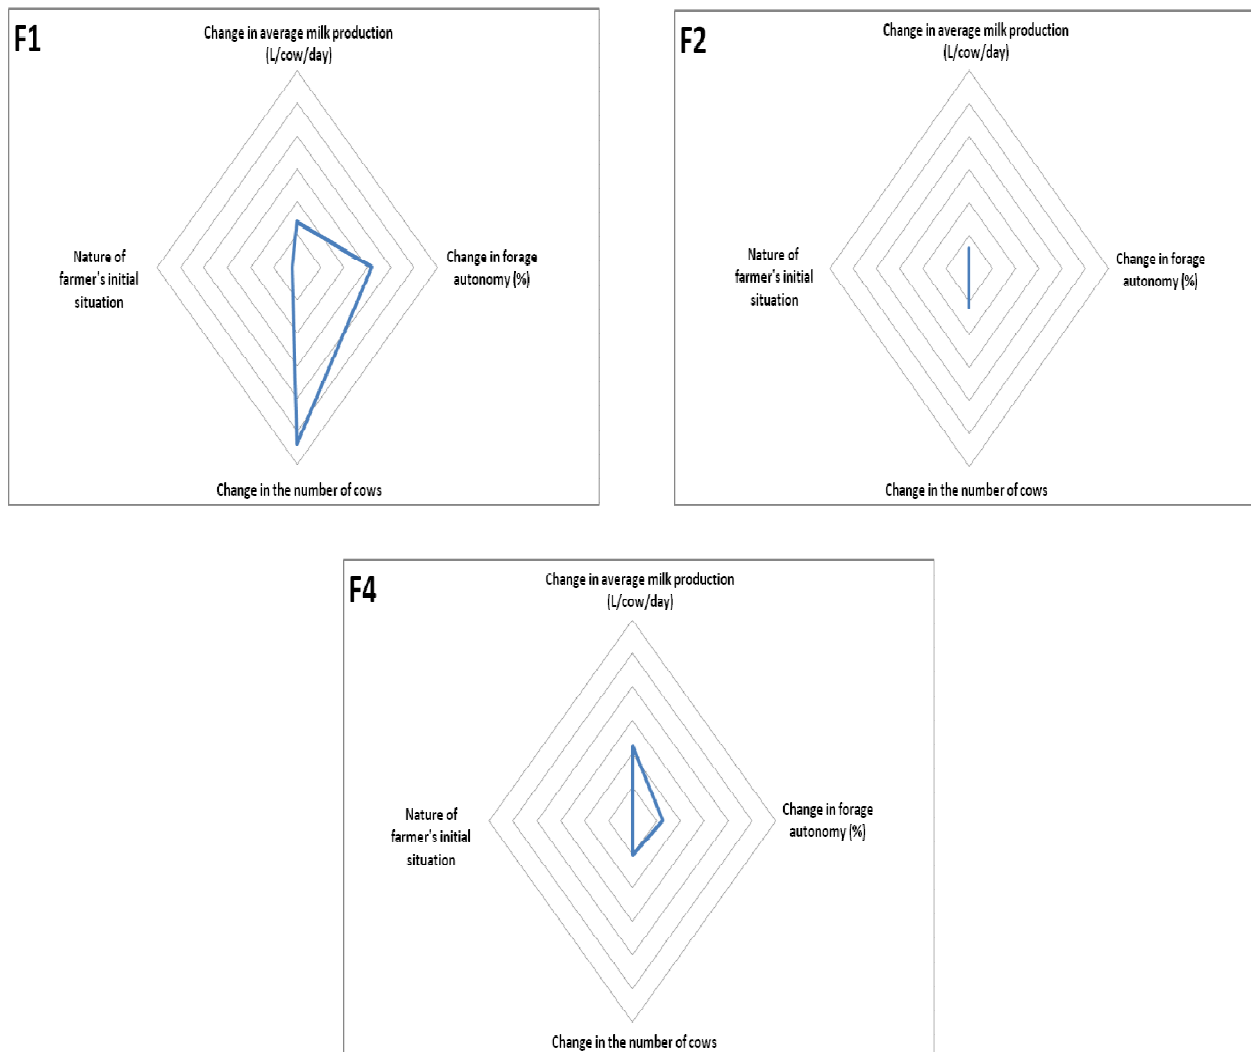 F1
Change in average milk production
(L/cow/day)
Nature of
farmer's initial
situation
Change in forage
autonomy (%)
Change in the number of cows
F2
Change in average milk production
(L/cow/day)
Nature of
farmer's initial
situation
Change in forage
autonomy (%)
Change in the number of cows
F4
Change in average milk production
(L/cow/day)
Nature of
farmer's initial
situation
Change in forage
autonomy (%)
Change in the number of cows